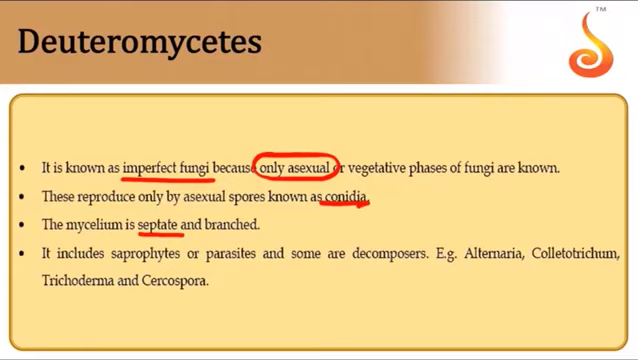 TM
Deuteromycetes
• It is known as imperfect fungi because only asexual or vegetative phases of fungi are known.
• These reproduce only by asexual spores known as conidia.
• The mycelium is septate and branched.
• It includes saprophytes or parasites and some are decomposers. E.g. Alternaria, Colletotrichum,
Trichoderma and Cercospora.